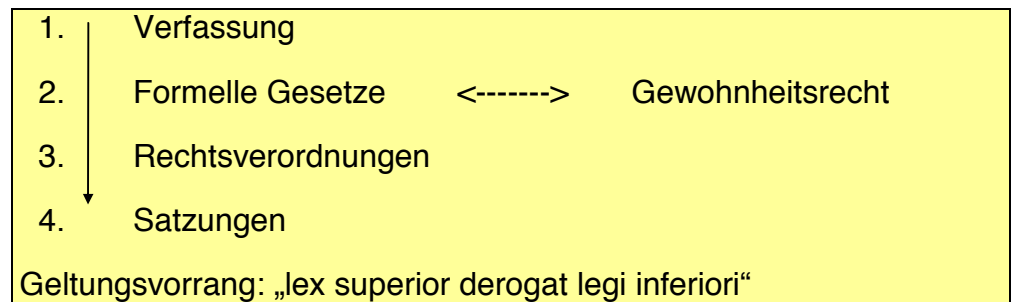 1. Verfassung
2. Formelle Gesetze <-------> Gewohnheitsrecht
3. Rechtsverordnungen
4. Satzungen
Geltungsvorrang: „lex superior derogat legi inferiori“